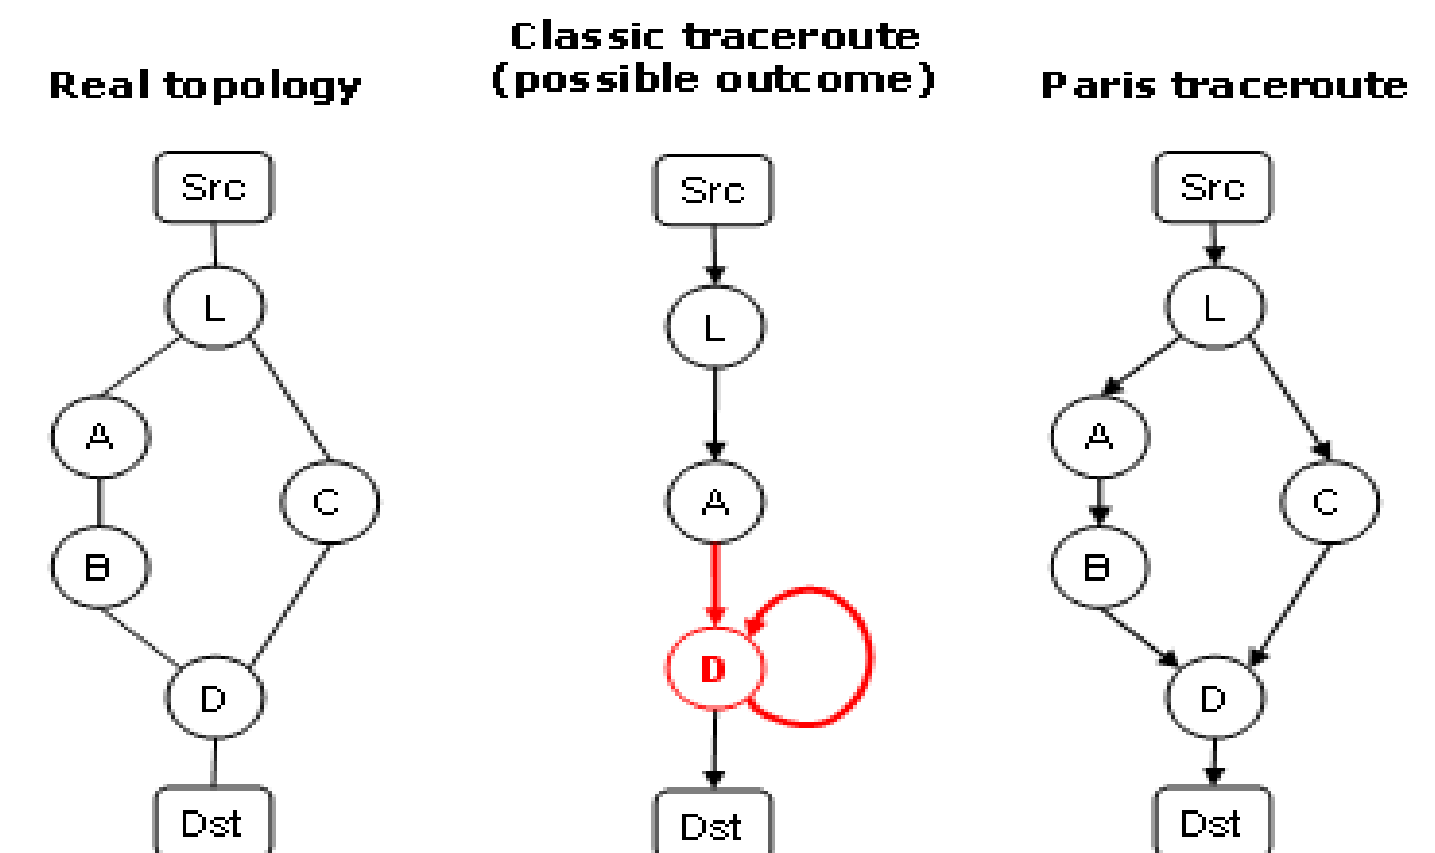 Real topology
Classic traceroute
(possible outcome)
Paris traceroute
Src
L
A
C
B
D
Dst
Src
L
A
D
Dst
Src
L
A
C
B
D
Dst